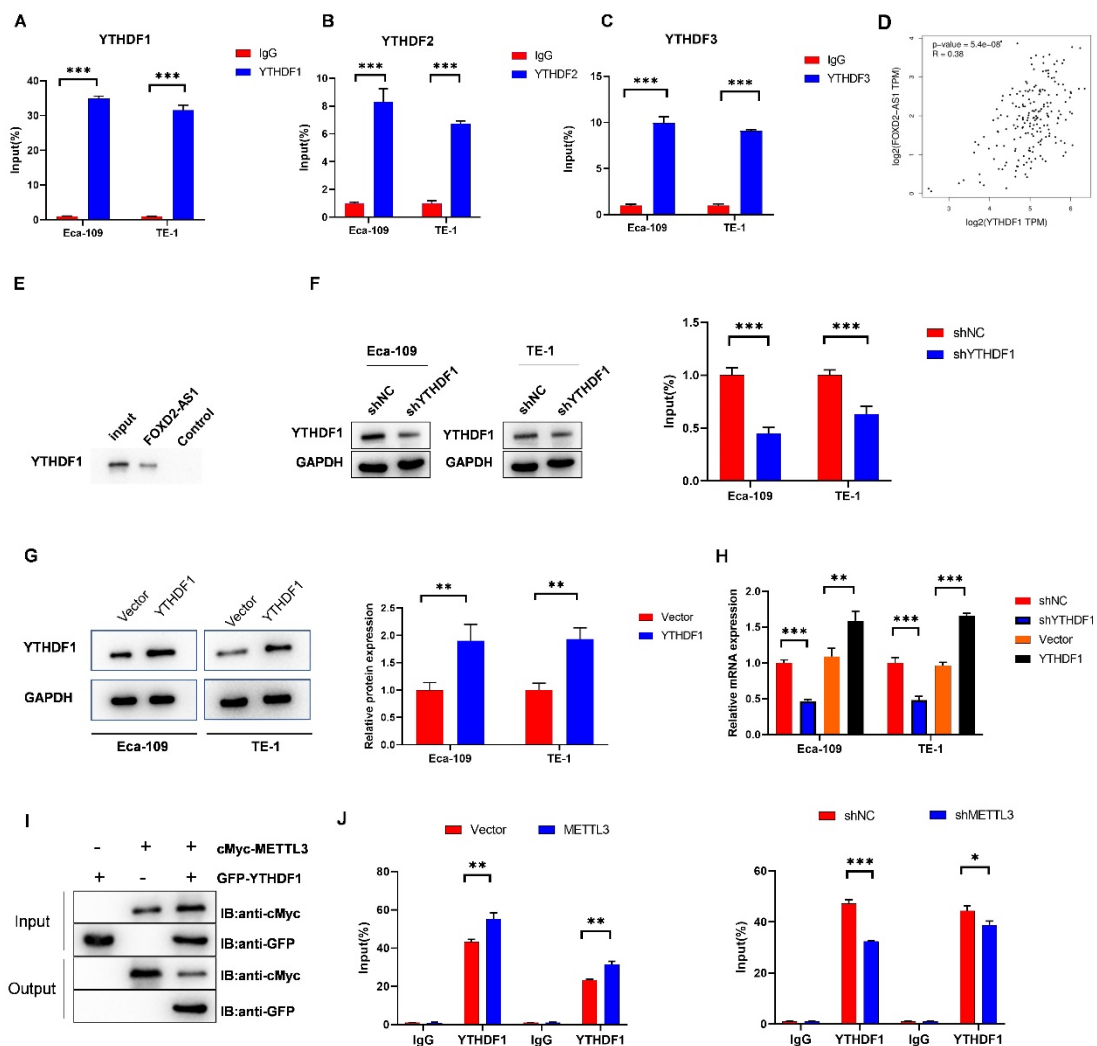 A
YTHDF1
IgG
YTHDF1
***
***
Input(%)
40
30
20
10
0
Eca-109
TE-1
B
YTHDF2
IgG
YTHDF2
***
***
Input(%)
10
8
6
4
2
0
Eca-109
TE-1
C
YTHDF3
IgG
YTHDF3
***
***
Input(%)
15
10
5
0
Eca-109
TE-1
D
p-value = 5.4e-08
R = 0.38
log2(FOXD2-AS1 TPM)
4
3
2
1
0
3 4 5 6
log2(YTHDF1 TPM)
E
input
FOXD2-AS1
Control
YTHDF1
F
Eca-109
TE-1
shNC
shYTHDF1
shNC
shYTHDF1
YTHDF1
YTHDF1
GAPDH
GAPDH
shNC
shYTHDF1
***
***
Input(%)
1.5
1.0
0.5
0.0
Eca-109
TE-1
G
Vector
YTHDF1
Vector
YTHDF1
YTHDF1
GAPDH
Eca-109
TE-1
Vector
YTHDF1
**
**
Relative protein expression
2.5
2.0
1.5
1.0
0.5
0.0
Eca-109
TE-1
H
shNC
shYTHDF1
Vector
YTHDF1
***
**
***
***
Relative mRNA expression
2.0
1.5
1.0
0.5
0.0
Eca-109
TE-1
I
- + + cMyc-METTL3
+ - + GFP-YTHDF1
Input
IB:anti-cMyc
IB:anti-GFP
Output
IB:anti-cMyc
IB:anti-GFP
J
Vector
METTL3
**
**
Input(%)
80
60
40
20
0
IgG
YTHDF1
IgG
YTHDF1
shNC
shMETTL3
***
*
Input(%)
60
40
20
0
IgG
YTHDF1
IgG
YTHDF1